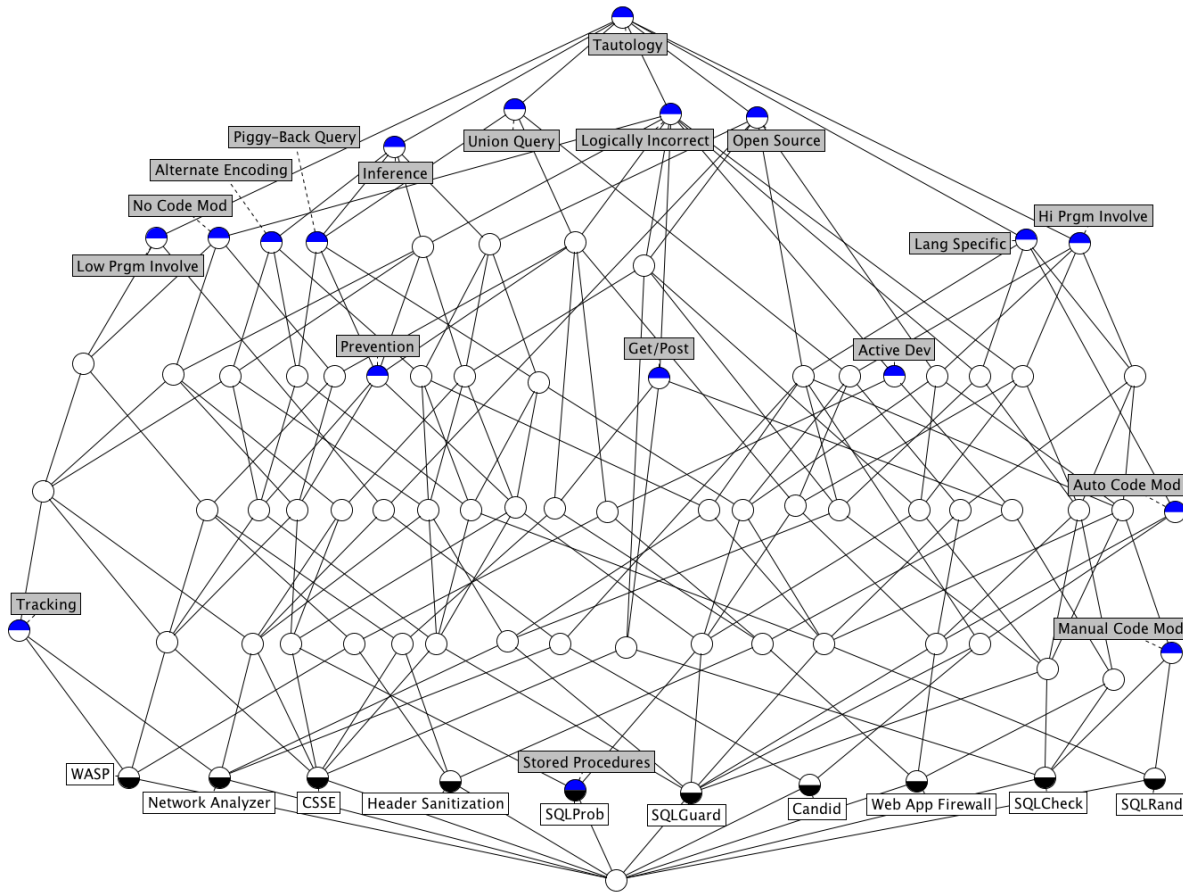 Tautology
Piggy-Back Query
Union Query
Logically Incorrect
Open Source
Alternate Encoding
Inference
No Code Mod
Hi Prgm Involve
Lang Specific
Low Prgm Involve
Prevention
Get/Post
Active Dev
Auto Code Mod
Tracking
Manual Code Mod
Stored Procedures
WASP
Network Analyzer
CSSE
Header Sanitization
SQLProb
SQLGuard
Candid
Web App Firewall
SQLCheck
SQLRand